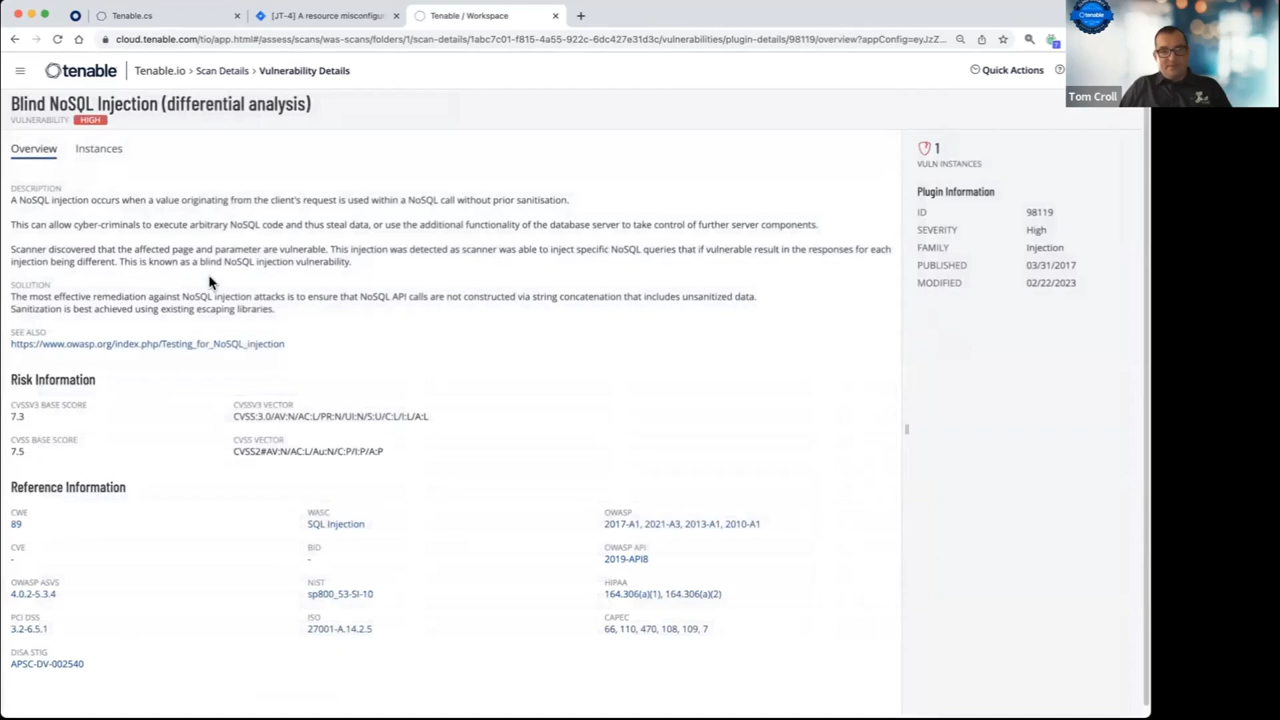 Tenable.cs
[JT-4] A resource misconfigu
Tenable / Workspace
cloud.tenable.com/tio/app.html#/assess/scans/was-scans/folders/1/scan-details/1abc7c01-f815-4a55-922c-6dc427e31d3c/vulnerabilities/plugin-details/98119/overview?appConfig=eyJzZ...
tenable
Tenable.io > Scan Details > Vulnerability Details
Quick Actions
tenable
Tom Croll
Blind NoSQL Injection (differential analysis)
VULNERABILITY HIGH
Overview Instances
DESCRIPTION
A NoSQL injection occurs when a value originating from the client's request is used within a NoSQL call without prior sanitisation.
This can allow cyber-criminals to execute arbitrary NoSQL code and thus steal data, or use the additional functionality of the database server to take control of further server components.
Scanner discovered that the affected page and parameter are vulnerable. This injection was detected as scanner was able to inject specific NoSQL queries that if vulnerable result in the responses for each
injection being different. This is known as a blind NoSQL injection vulnerability.
SOLUTION
The most effective remediation against NoSQL injection attacks is to ensure that NoSQL API calls are not constructed via string concatenation that includes unsanitized data.
Sanitization is best achieved using existing escaping libraries.
SEE ALSO
https://www.owasp.org/index.php/Testing_for_NoSQL_injection
Risk Information
CVSSV3 BASE SCORE CVSSV3 VECTOR
7.3 CVSS:3.0/AV:N/AC:L/PR:N/UI:N/S:U/C:L/I:L/A:L
CVSS BASE SCORE CVSS VECTOR
7.5 CVSS2#AV:N/AC:L/Au:N/C:P/I:P/A:P
Reference Information
CWE WASC OWASP
89 SQL Injection 2017-A1, 2021-A3, 2013-A1, 2010-A1
CVE BID OWASP API
- - 2019-API8
OWASP ASVS NIST HIPAA
4.0.2-5.3.4 sp800_53-SI-10 164.306(a)(1), 164.306(a)(2)
PCI DSS ISO CAPEC
3.2-6.5.1 27001-A.14.2.5 66, 110, 470, 108, 109, 7
DISA STIG
APSC-DV-002540
1
VULN INSTANCES
Plugin Information
ID 98119
SEVERITY High
FAMILY Injection
PUBLISHED 03/31/2017
MODIFIED 02/22/2023